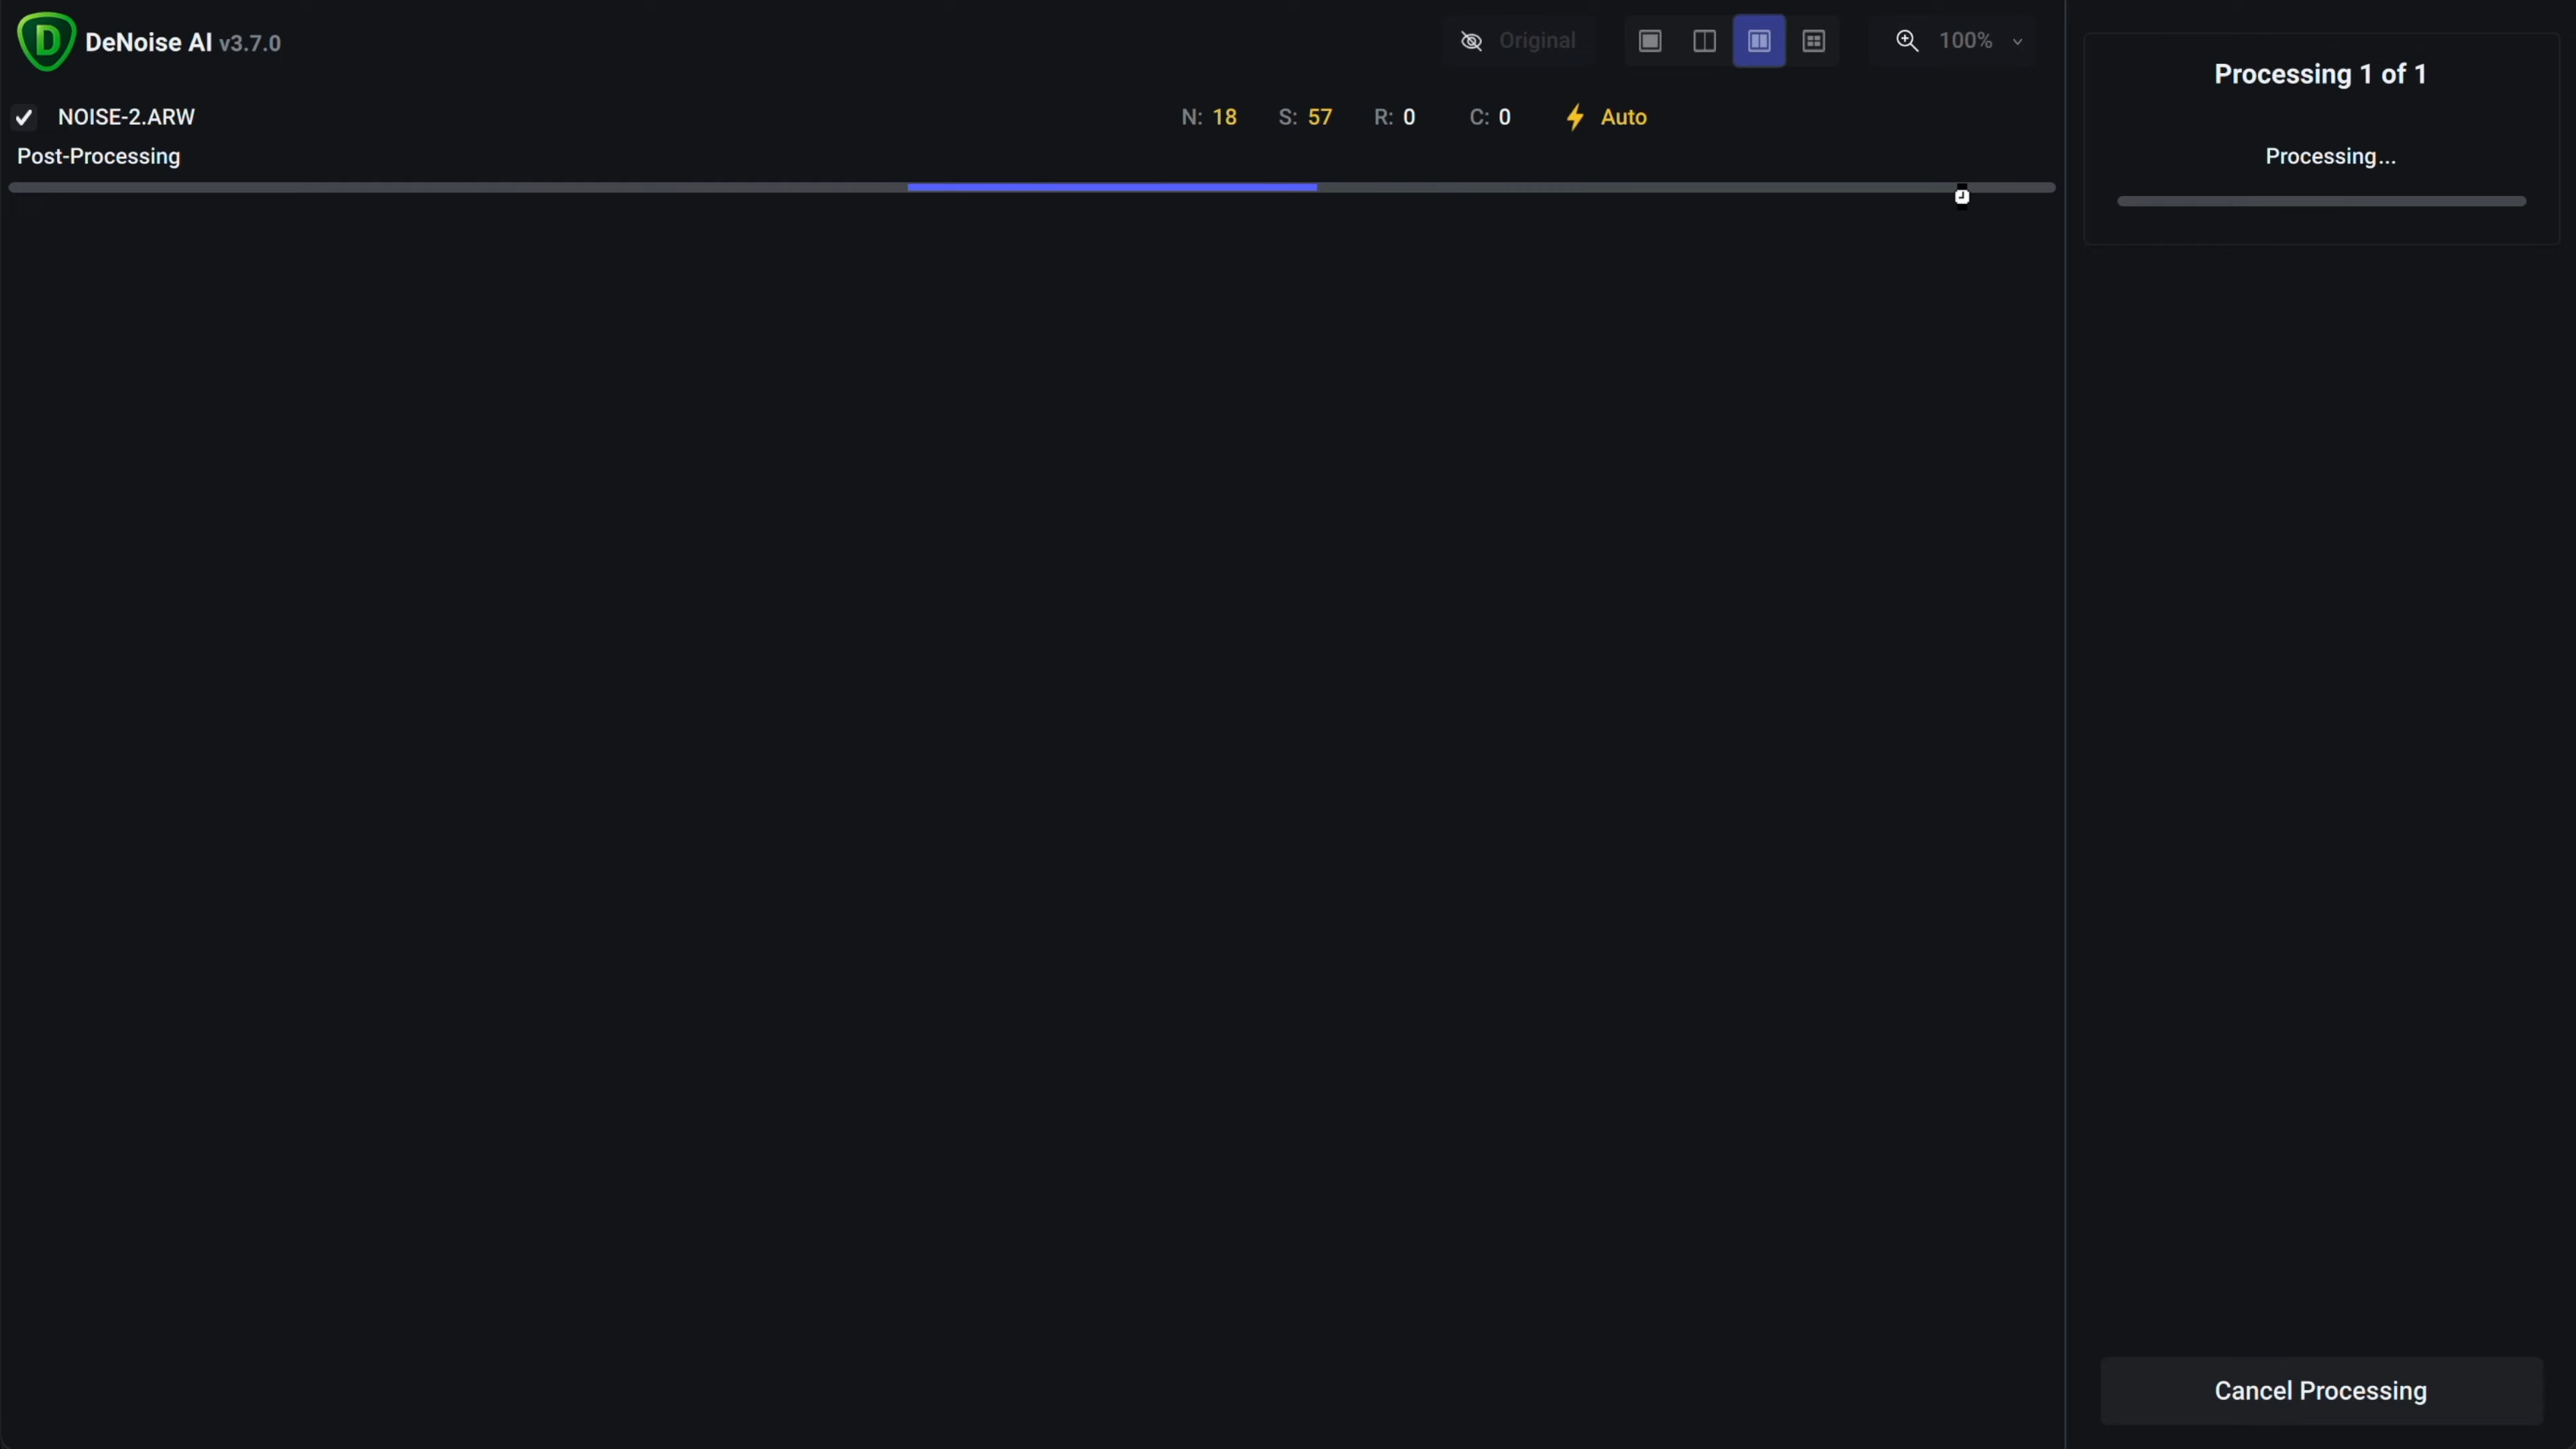 D DeNoise AI v3.7.0
Original
100%
NOISE-2.ARW
N: 18 S: 57 R: 0 C: 0 Auto
Post-Processing
Processing 1 of 1
Processing...
Cancel Processing